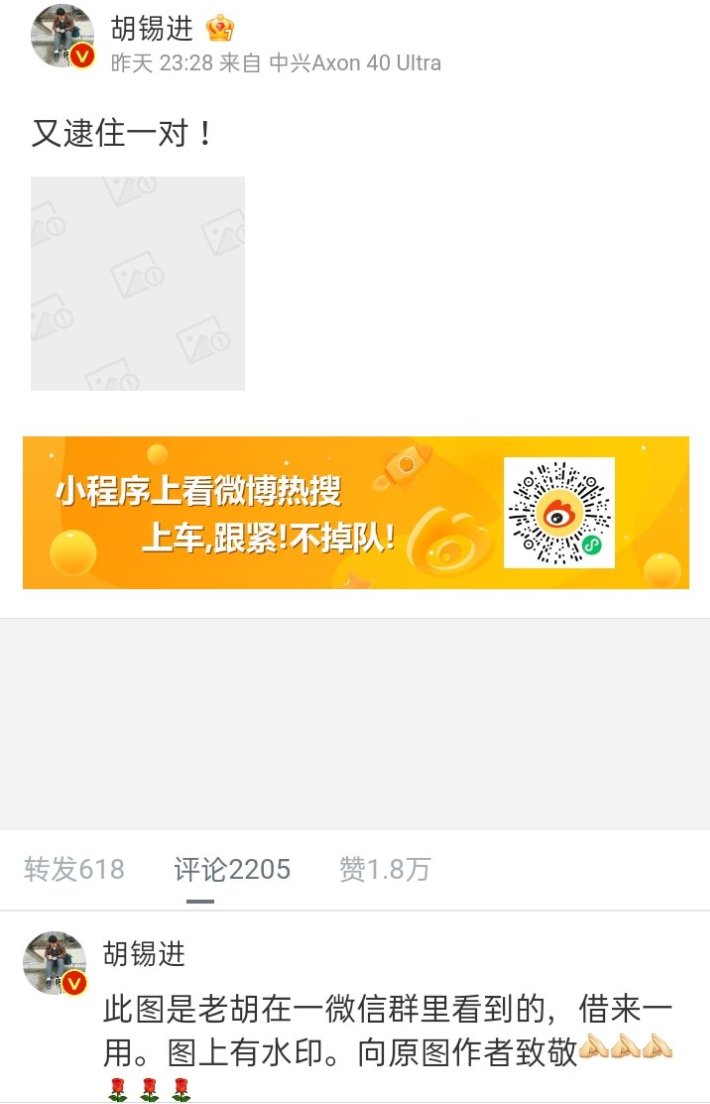 胡锡进
昨天 23:28 来自 中兴Axon 40 Ultra
又逮住一对！
小程序上看微博热搜
上车,跟紧!不掉队!
转发618 评论2205 赞1.8万
胡锡进
此图是老胡在一微信群里看到的，借来一
用。图上有水印。向原图作者致敬🙏🏻🙏🏻🙏🏻
🌹🌹🌹